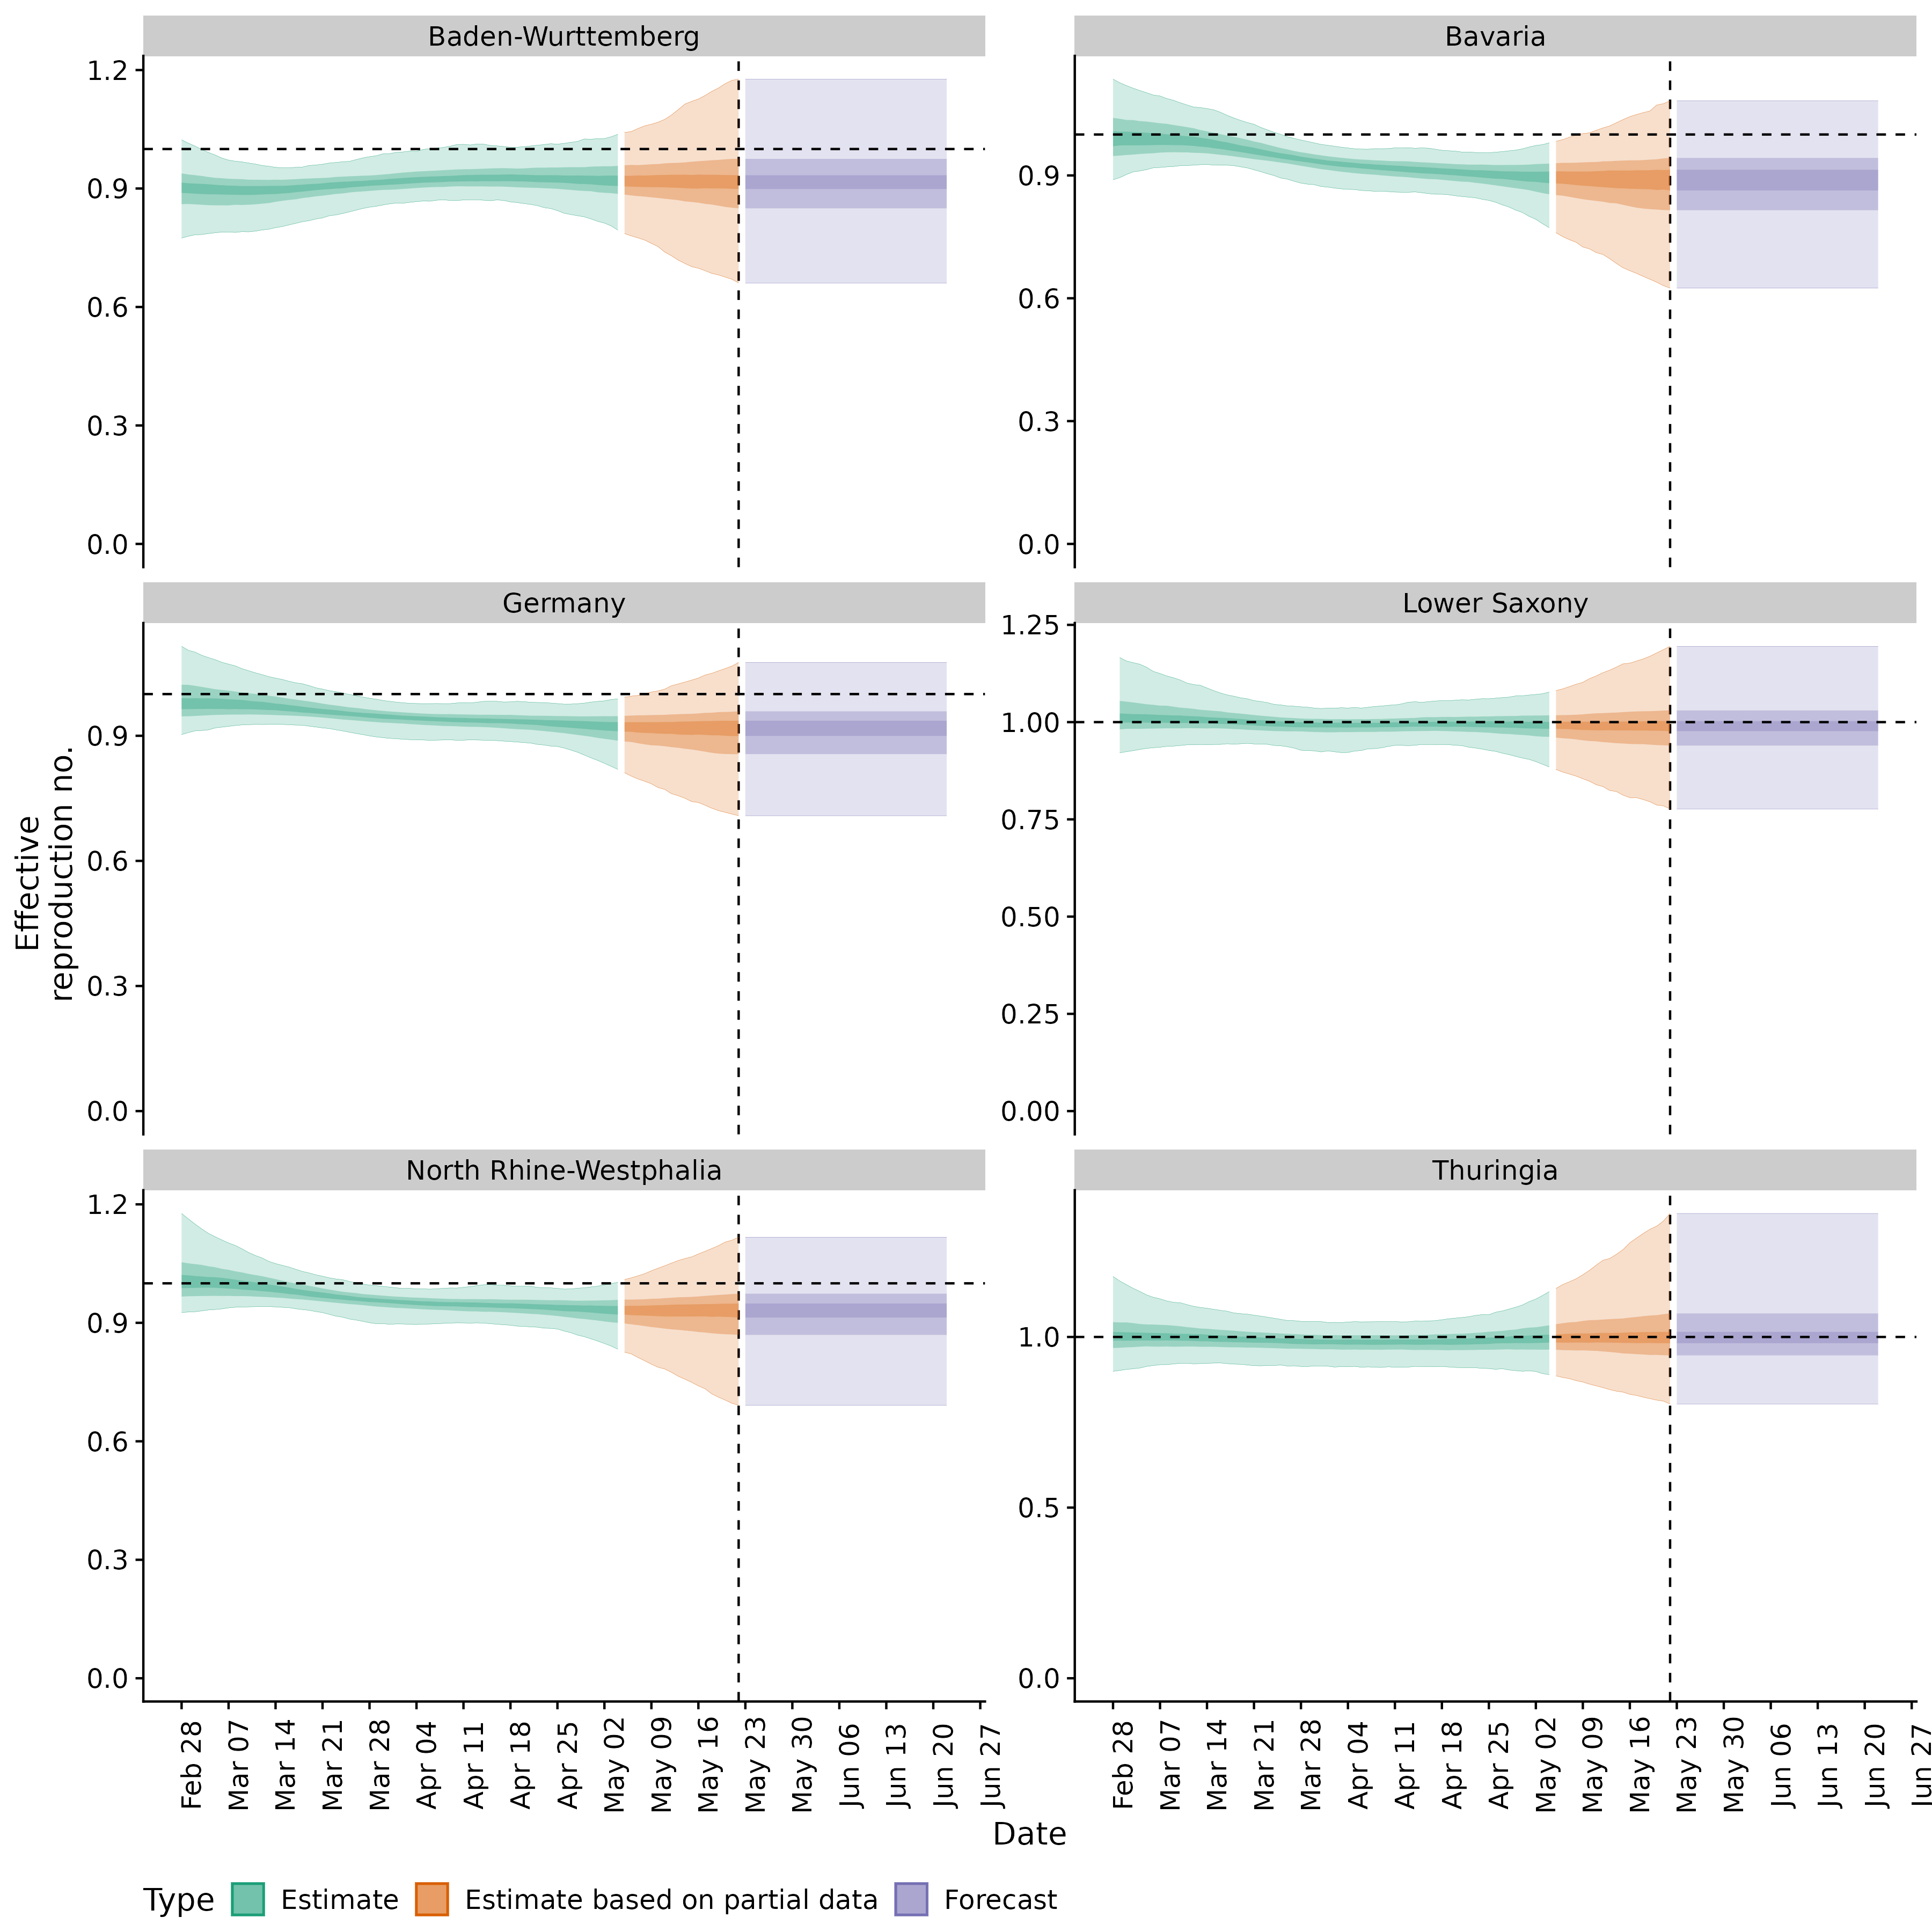 Baden-Wurttemberg
Bavaria
1.2
0.9
0.6
0.3
0.0
0.9
0.6
0.3
0.0
Germany
Lower Saxony
0.9
0.6
0.3
0.0
1.25
1.00
0.75
0.50
0.25
0.00
North Rhine-Westphalia
Thuringia
1.2
0.9
0.6
0.3
0.0
1.0
0.5
0.0
Effective
reproduction no.
Feb 28 Mar 07 Mar 14 Mar 21 Mar 28 Apr 04 Apr 11 Apr 18 Apr 25 May 02 May 09 May 16 May 23 May 30 Jun 06 Jun 13 Jun 20 Jun 27
Feb 28 Mar 07 Mar 14 Mar 21 Mar 28 Apr 04 Apr 11 Apr 18 Apr 25 May 02 May 09 May 16 May 23 May 30 Jun 06 Jun 13 Jun 20 Jun 27
Date
Type Estimate Estimate based on partial data Forecast